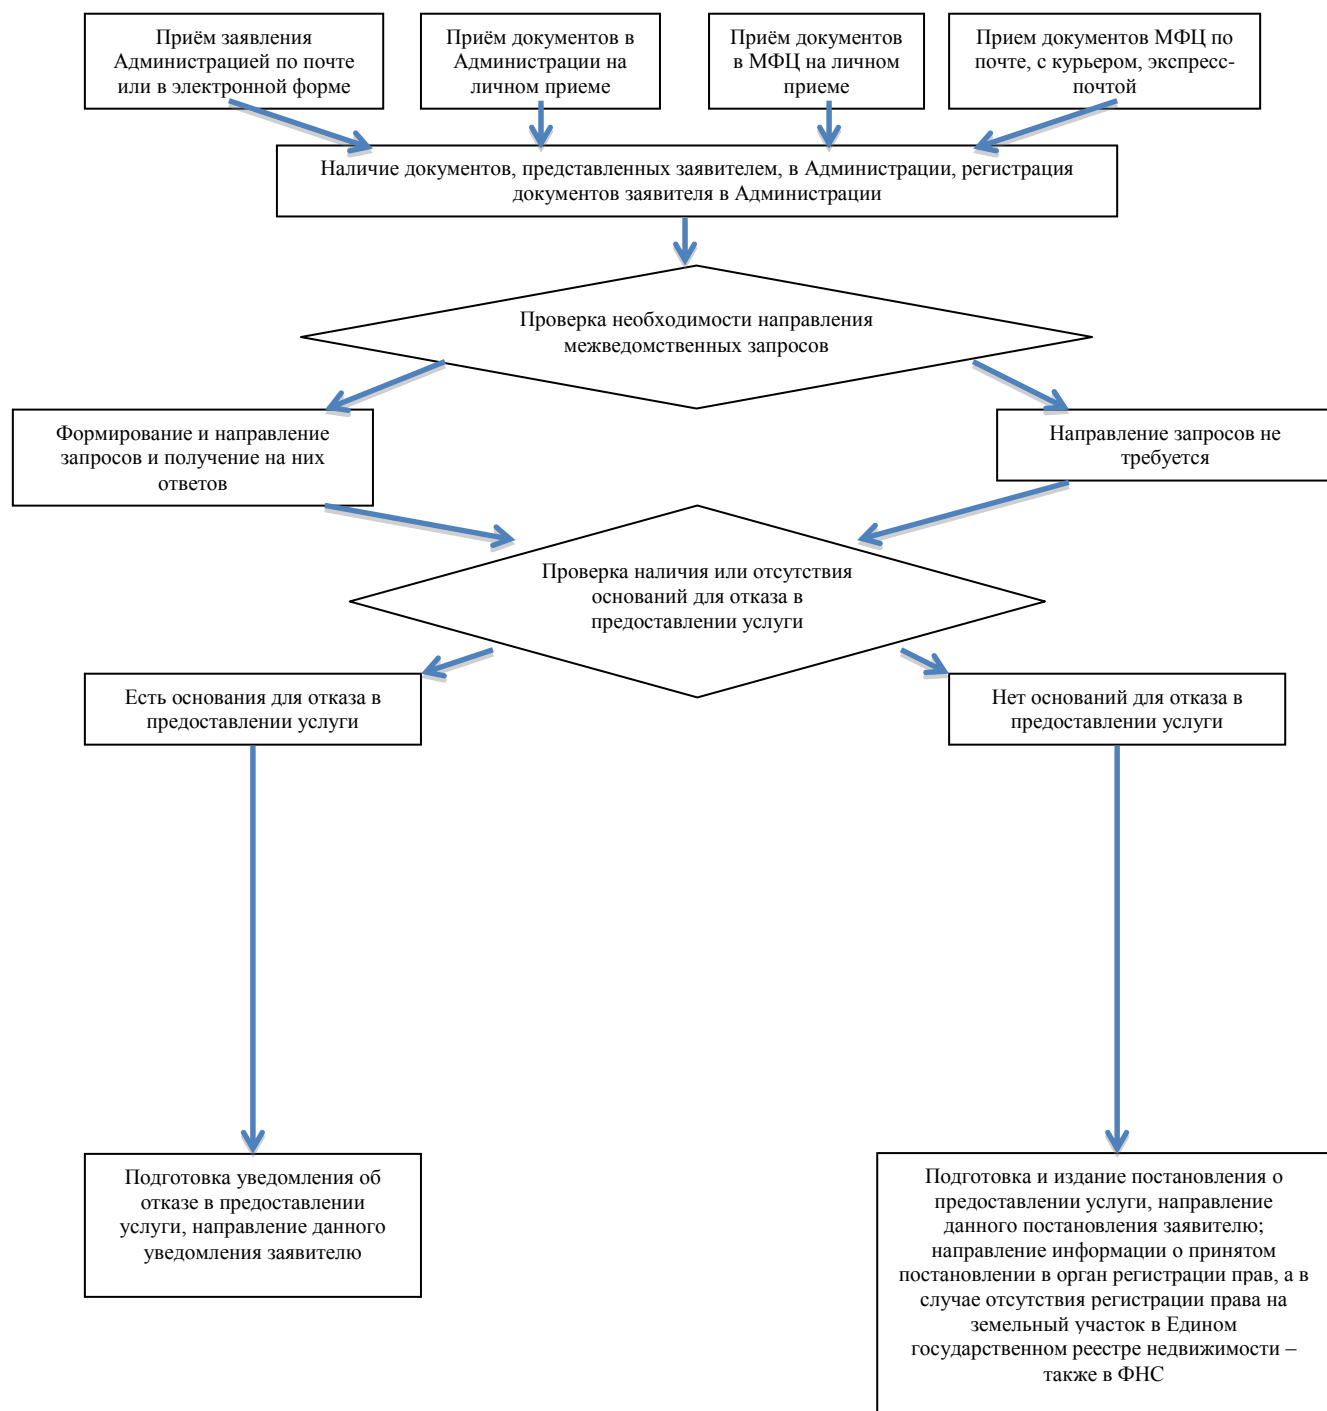 Приём заявления
Администрацией по почте
или в электронной форме
Приём документов в
Администрации на
личном приеме
Приём документов
в МФЦ на личном
приеме
Прием документов МФЦ по
почте, с курьером, экспресс-
почтой
Наличие документов, представленных заявителем, в Администрации, регистрация
документов заявителя в Администрации
Проверка необходимости направления
межведомственных запросов
Формирование и направление
запросов и получение на них
ответов
Направление запросов не
требуется
Проверка наличия или отсутствия
оснований для отказа в
предоставлении услуги
Есть основания для отказа в
предоставлении услуги
Нет оснований для отказа в
предоставлении услуги
Подготовка уведомления об
отказе в предоставлении
услуги, направление данного
уведомления заявителю
Подготовка и издание постановления о
предоставлении услуги, направление
данного постановления заявителю;
направление информации о принятом
постановлении в орган регистрации прав, а в
случае отсутствия регистрации права на
земельный участок в Едином
государственном реестре недвижимости –
также в ФНС